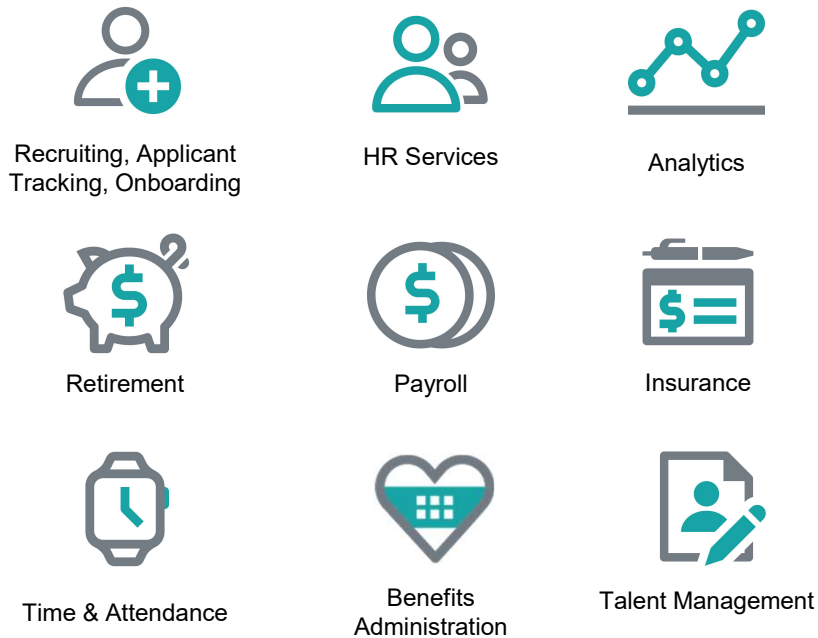 Recruiting, Applicant
Tracking, Onboarding
HR Services
Analytics
$
$
$
Retirement
Payroll
Insurance
Time & Attendance
Benefits
Administration
Talent Management